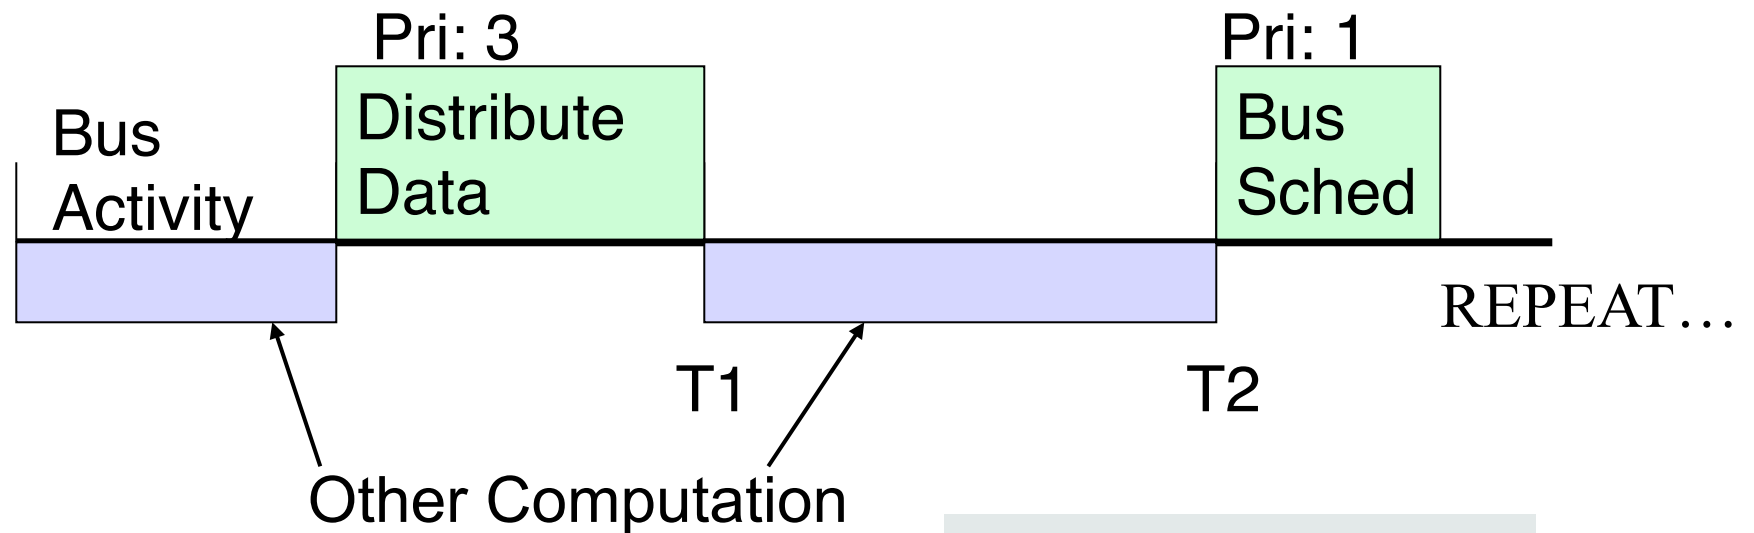 Pri: 3
Pri: 1
Bus
Activity
Distribute
Data
Bus
Sched
REPEAT…
T1
T2
Other Computation